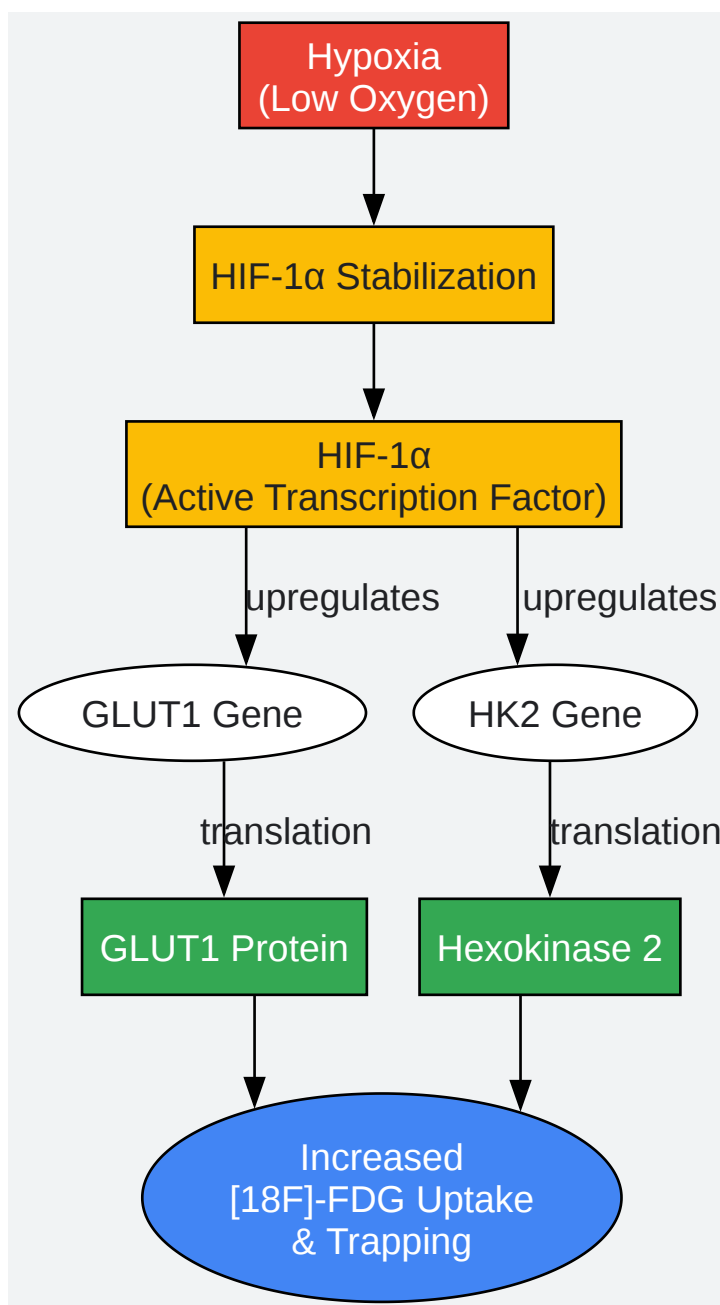 Hypoxia
(Low Oxygen)
HIF-1α Stabilization
HIF-1α
(Active Transcription Factor)
upregulates
upregulates
GLUT1 Gene
HK2 Gene
translation
translation
GLUT1 Protein
Hexokinase 2
Increased
[18F]-FDG Uptake
& Trapping